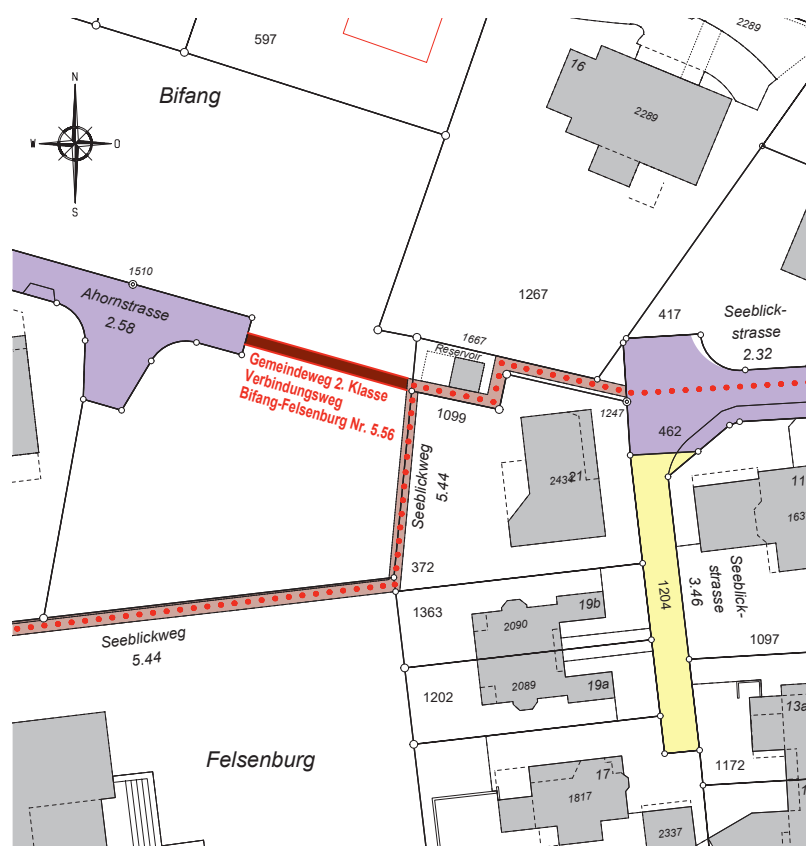 597
2289
Bifang
16
2289
N
W
O
S
1510
Ahornstrasse
2.58
1267
417
Seeblick-
strasse
2.32
1667
Reservoir
Gemeindeweg 2. Klasse
Verbindungsweg
Bifang-Felsenburg Nr. 5.56
1099
1247
462
Seeblickweg
5.44
21
2434
11
163
372
1204
Seeblick-
strasse
3.46
1363
19b
2090
1097
Seeblickweg
5.44
1202
2089
19a
13a
Felsenburg
17
1817
1172
1
2337